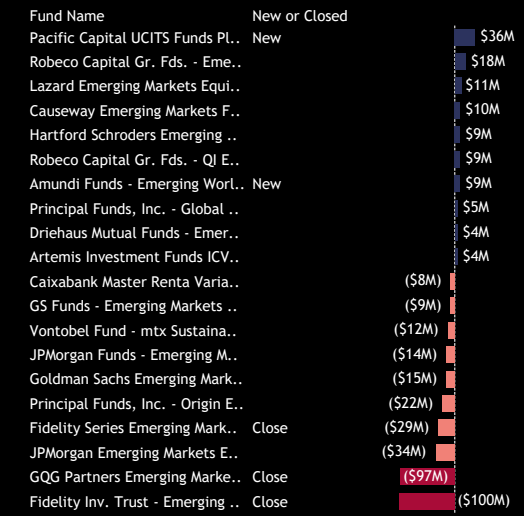 Fund Name New or Closed
Pacific Capital UCITS Funds Pl.. New $36M
Robeco Capital Gr. Fds. - Eme.. $18M
Lazard Emerging Markets Equi.. $11M
Causeway Emerging Markets F.. $10M
Hartford Schroders Emerging .. $9M
Robeco Capital Gr. Fds. - QI E.. $9M
Amundi Funds - Emerging Worl.. New $9M
Principal Funds, Inc. - Global .. $5M
Driehaus Mutual Funds - Emer.. $4M
Artemis Investment Funds ICV.. $4M
Caixabank Master Renta Varia.. ($8M)
GS Funds - Emerging Markets .. ($9M)
Vontobel Fund - mtx Sustaina.. ($12M)
JPMorgan Funds - Emerging M.. ($14M)
Goldman Sachs Emerging Mark.. ($15M)
Principal Funds, Inc. - Origin E.. ($22M)
Fidelity Series Emerging Mark.. Close ($29M)
JPMorgan Emerging Markets E.. ($34M)
GQG Partners Emerging Marke.. Close ($97M)
Fidelity Inv. Trust - Emerging .. Close ($100M)